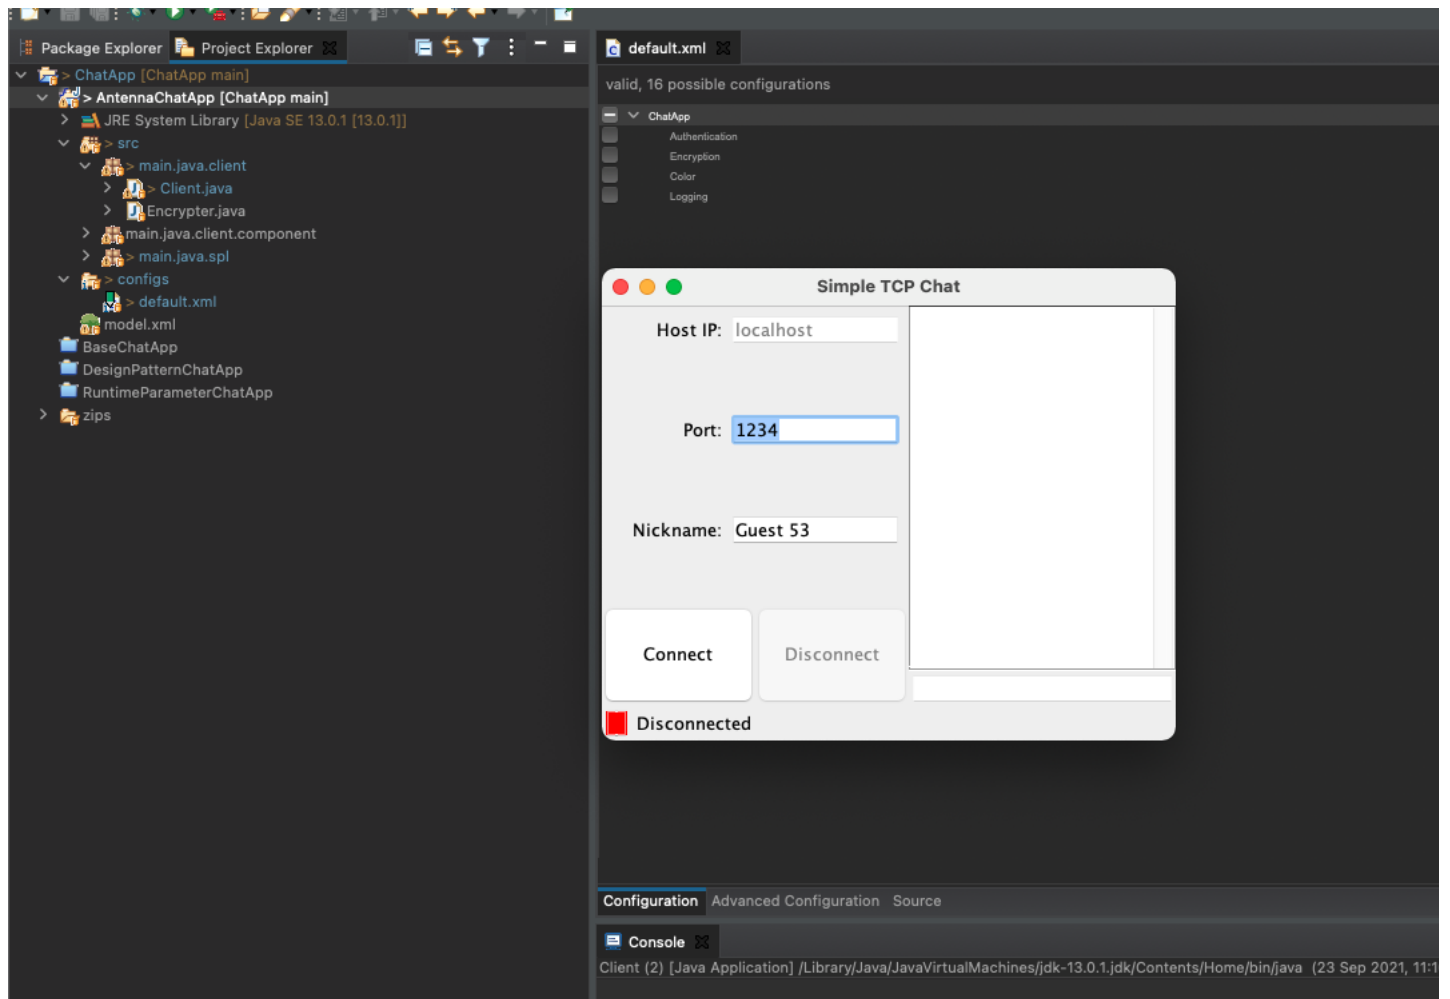 Package Explorer Project Explorer
> ChatApp [ChatApp main]
> AntennaChatApp [ChatApp main]
JRE System Library [Java SE 13.0.1 [13.0.1]]
> src
> main.java.client
> Client.java
Encrypter.java
main.java.client.component
> main.java.spl
> configs
> default.xml
model.xml
BaseChatApp
DesignPatternChatApp
RuntimeParameterChatApp
zips
default.xml
valid, 16 possible configurations
ChatApp
Authentication
Encryption
Color
Logging
Simple TCP Chat
Host IP: localhost
Port: 1234
Nickname: Guest 53
Connect Disconnect
Disconnected
Configuration Advanced Configuration Source
Console
Client (2) [Java Application] /Library/Java/JavaVirtualMachines/jdk-13.0.1.jdk/Contents/Home/bin/java (23 Sep 2021, 11:1